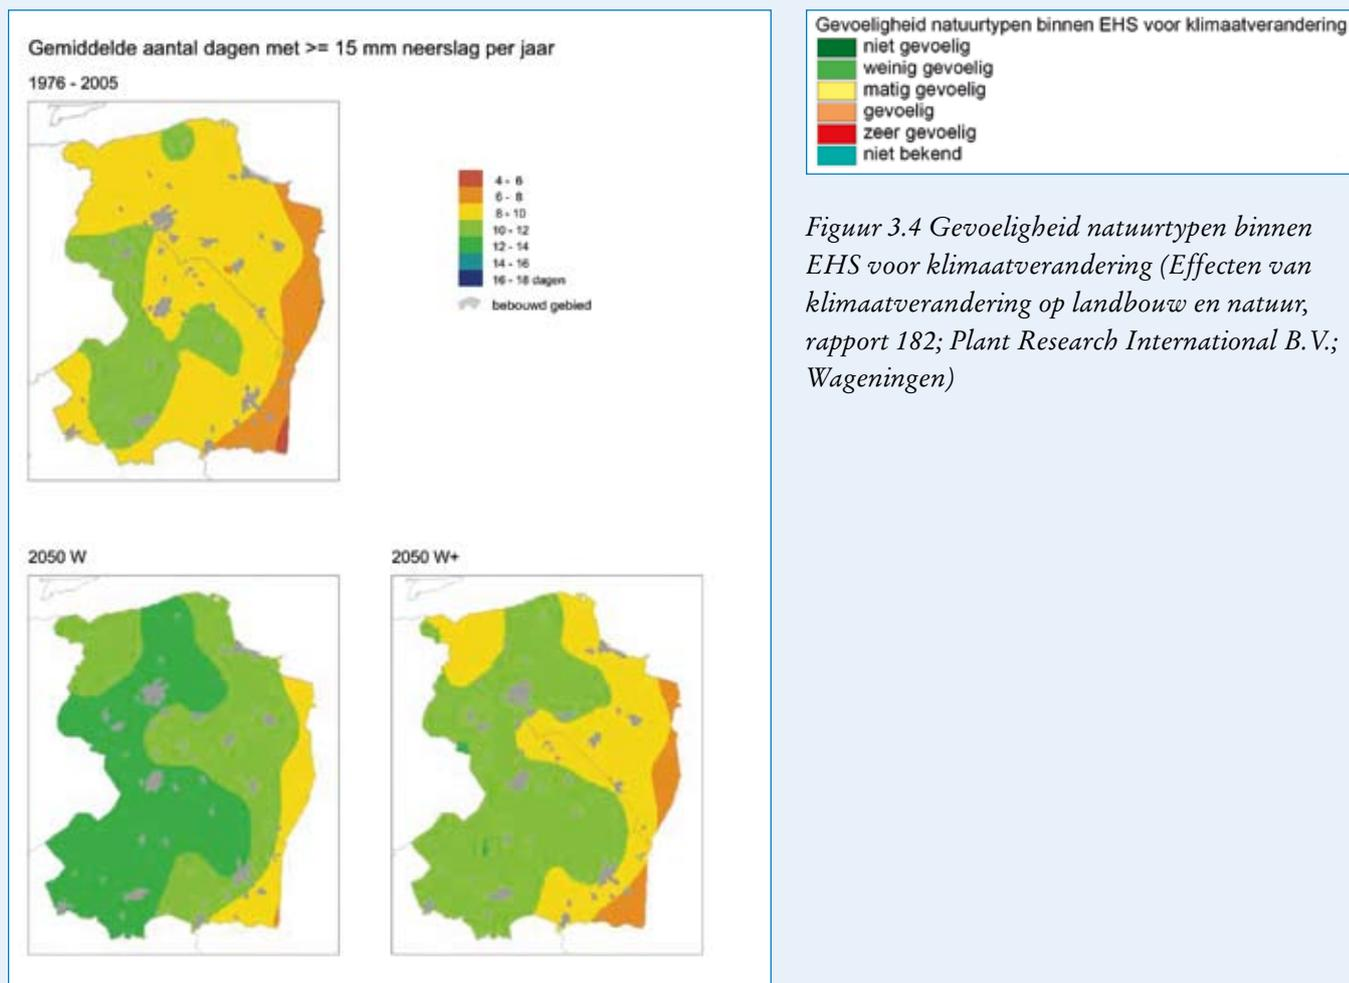 Gemiddelde aantal dagen met >= 15 mm neerslag per jaar
1976 - 2005
4 - 6
6 - 8
8 - 10
10 - 12
12 - 14
14 - 16
16 - 18 dagen
bebouwd gebied
2050 W
2050 W+
Gevoeligheid natuurtypen binnen EHS voor klimaatverandering
niet gevoelig
weinig gevoelig
matig gevoelig
gevoelig
zeer gevoelig
niet bekend
Figuur 3.4 Gevoeligheid natuurtypen binnen
EHS voor klimaatverandering (Effecten van
klimaatverandering op landbouw en natuur,
rapport 182; Plant Research International B.V.;
Wageningen)